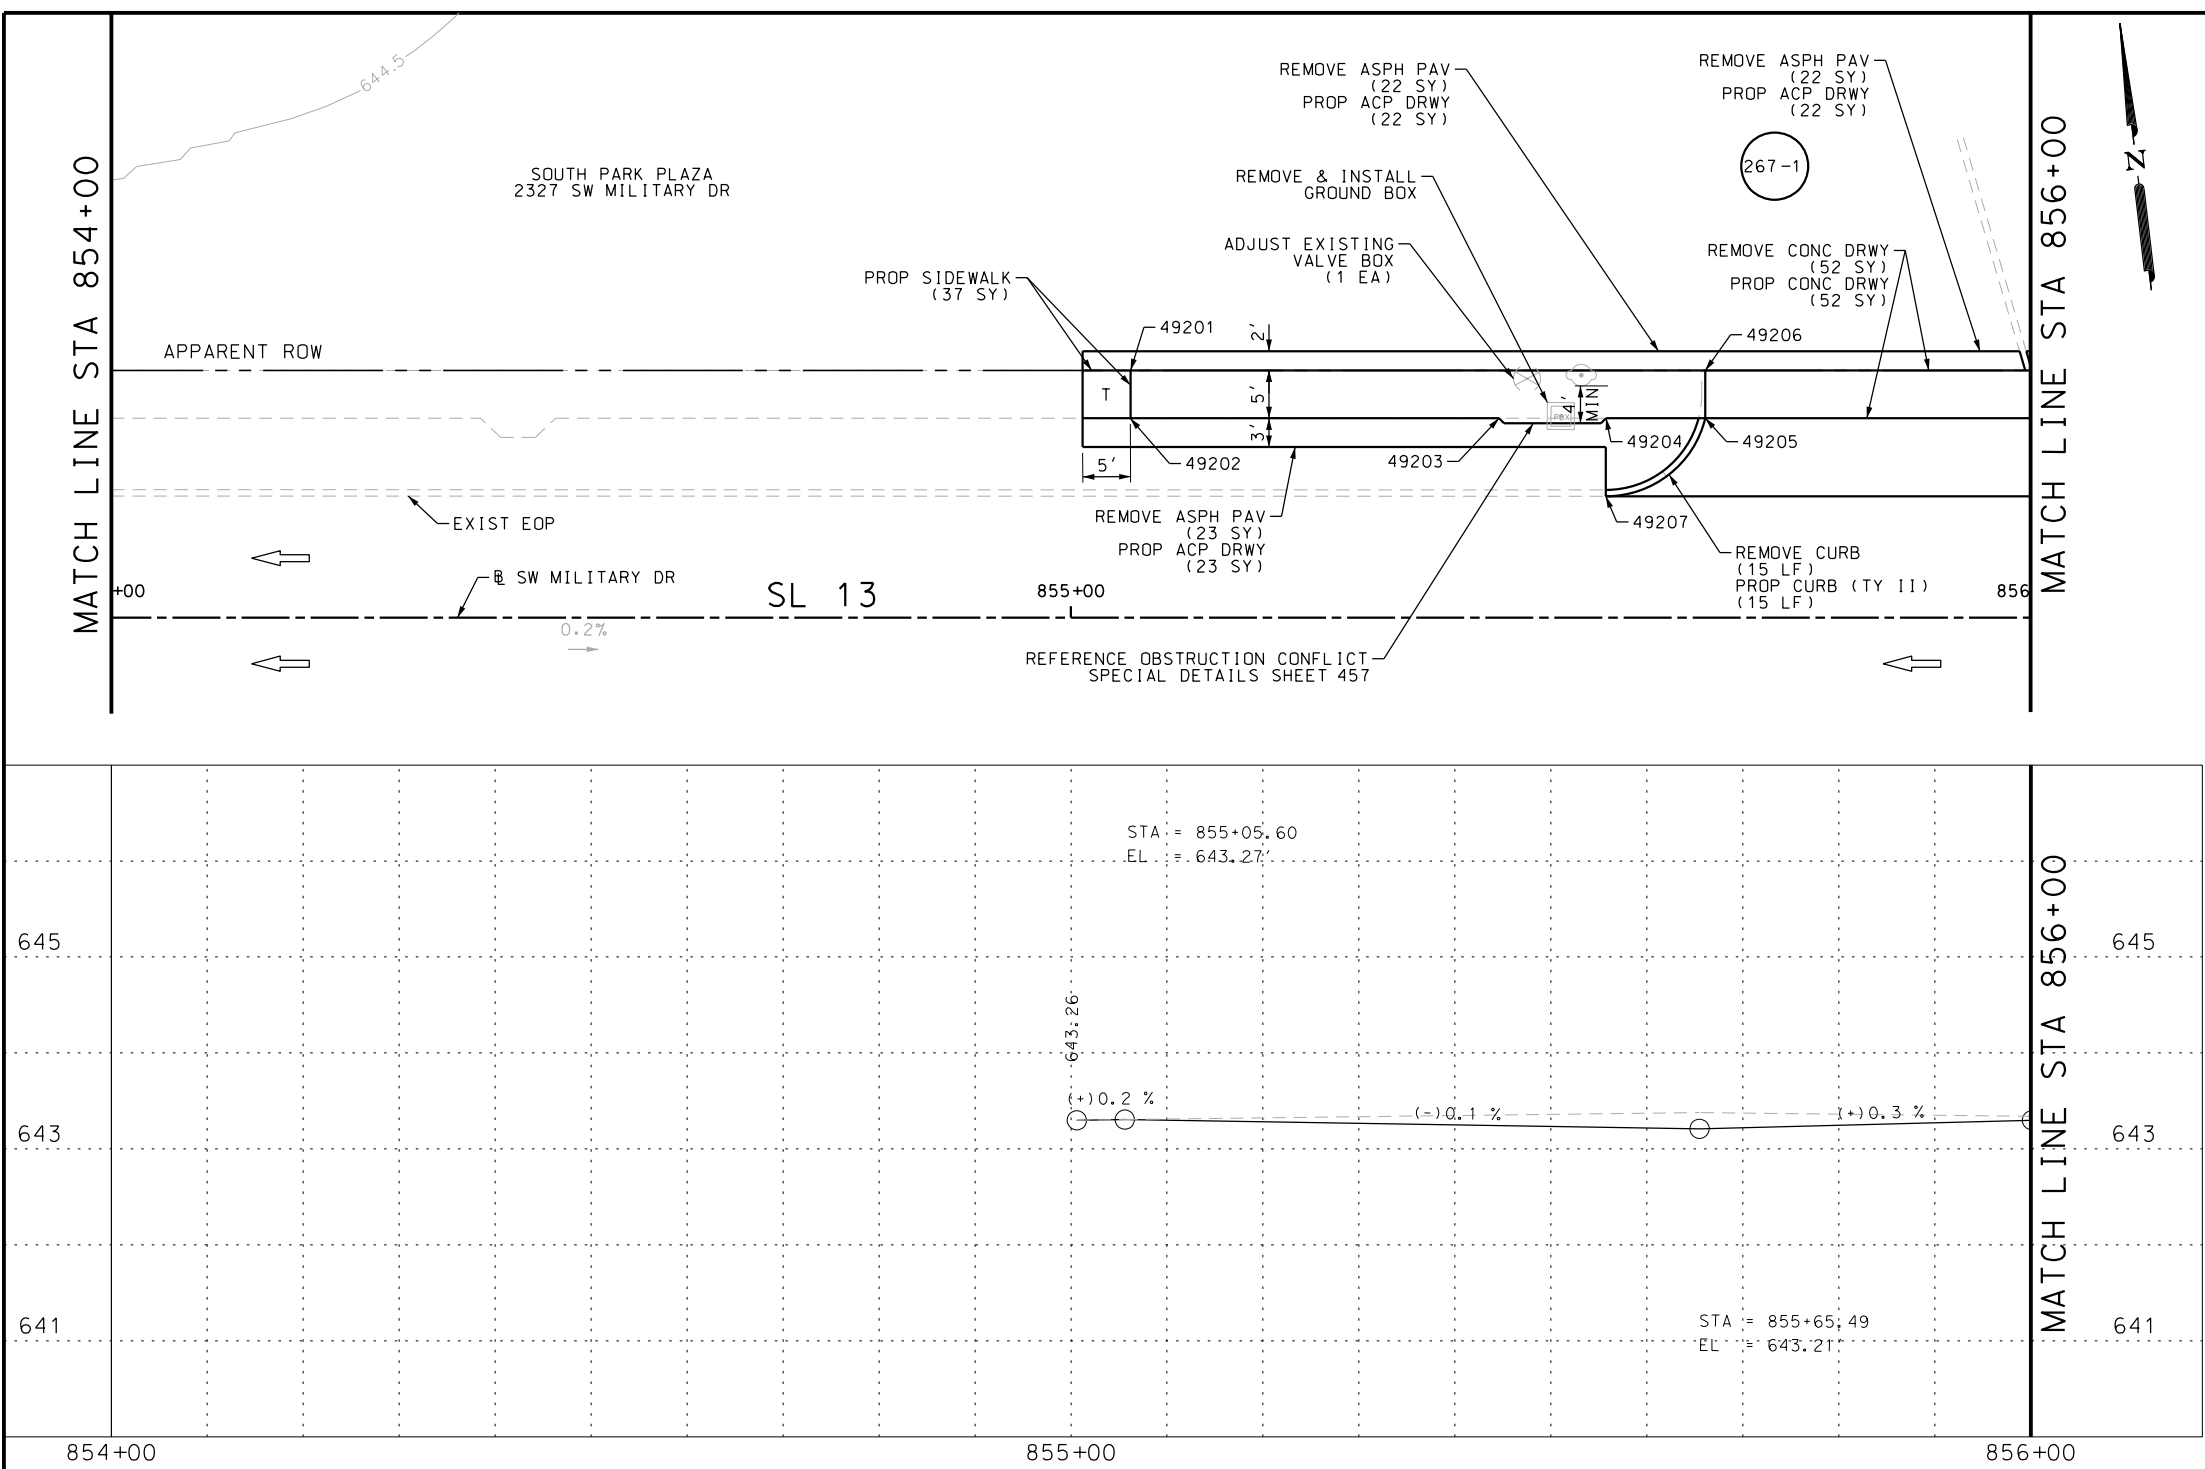 644.5
MATCH LINE STA 854+00
SOUTH PARK PLAZA
2327 SW MILITARY DR
APPARENT ROW
PROP SIDEWALK
(37 SY)
REMOVE ASPH PAV
(22 SY)
PROP ACP DRWY
(22 SY)
REMOVE & INSTALL
GROUND BOX
ADJUST EXISTING
VALVE BOX
(1 EA)
REMOVE ASPH PAV
(22 SY)
PROP ACP DRWY
(22 SY)
267-1
REMOVE CONC DRWY
(52 SY)
PROP CONC DRWY
(52 SY)
N
MATCH LINE STA 856+00
49201
2'
49206
T
5'
4'
MIN
3'
49202
49203
49204
49205
5'
49207
EXIST EOP
REMOVE ASPH PAV
(23 SY)
PROP ACP DRWY
(23 SY)
REMOVE CURB
(15 LF)
PROP CURB (TY II)
(15 LF)
BL SW MILITARY DR
+00
SL 13
855+00
856
0.2%
REFERENCE OBSTRUCTION CONFLICT
SPECIAL DETAILS SHEET 457
STA = 855+05.60
EL = 643.27'
645
645
MATCH LINE STA 856+00
643.26
(+)0.2 %
(-)0.1 %
(+)0.3 %
643
643
641
641
STA = 855+65.49
EL = 643.21'
854+00
855+00
856+00